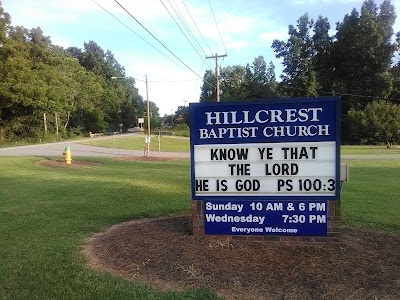 HILLCREST
BAPTIST CHURCH
KNOW YE THAT
THE LORD
HE IS GOD PS 100:3
Sunday 10 AM & 6 PM
Wednesday 7:30 PM
Everyone Welcome